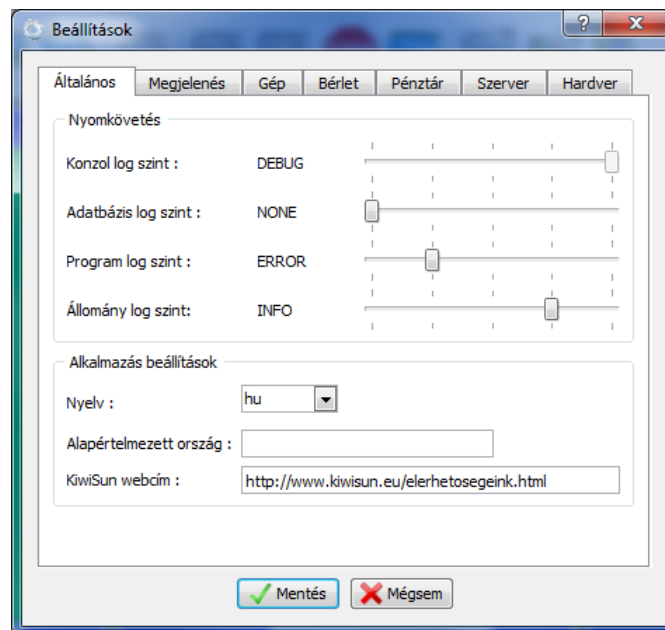 Beállítások
?
Általános Megjelenés Gép Bérlet Pénztár Szerver Hardver
Nyomkövetés
Konzol log szint : DEBUG
Adatbázis log szint : NONE
Program log szint : ERROR
Állomány log szint: INFO
Alkalmazás beállítások
Nyelv : hu
Alapértelmezett ország :
KiwiSun webcím : http://www.kiwisun.eu/elerhetosegeink.html
Mentés Mégsem